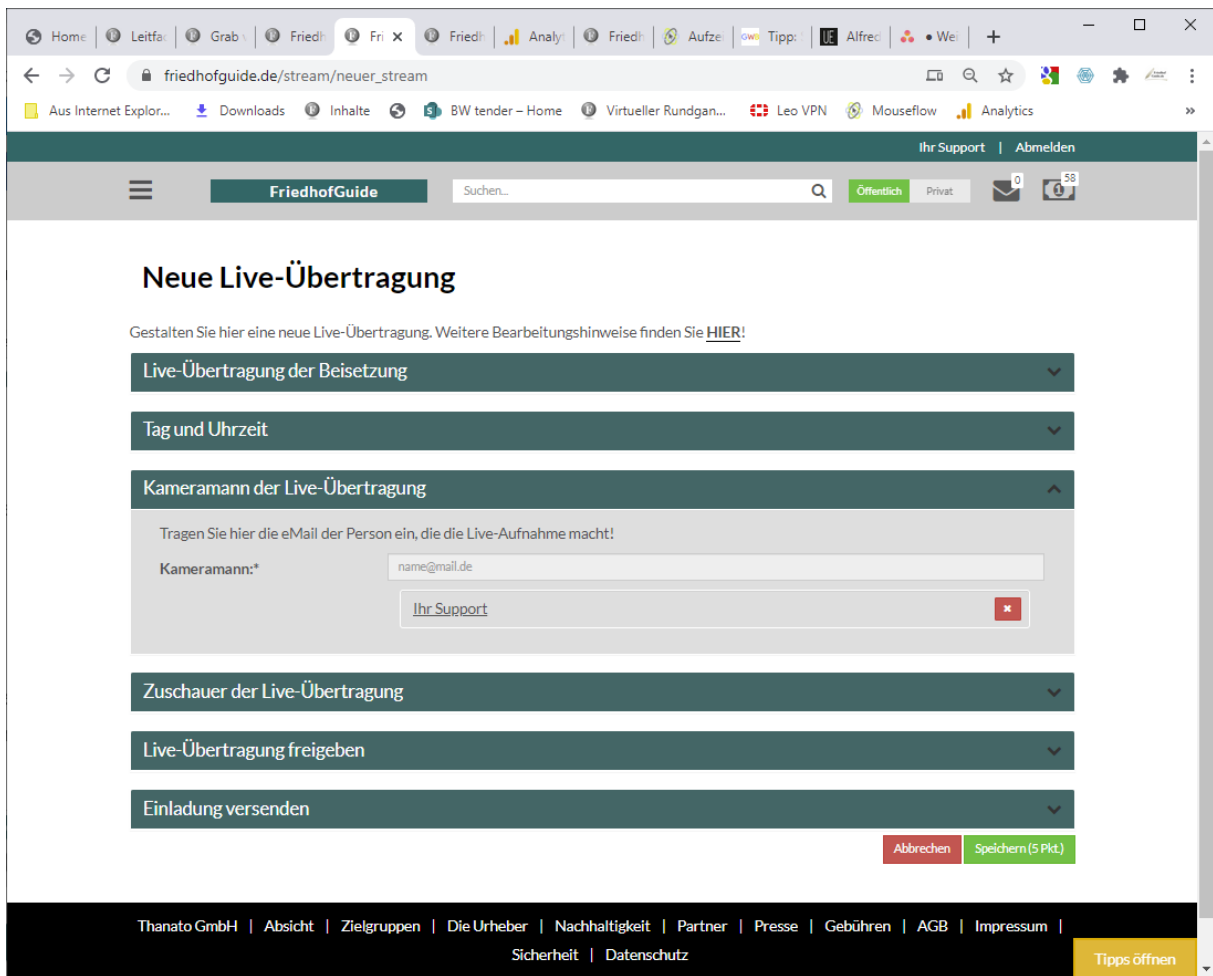 Home Leitfa Grab Friedh Fri Friedh Analy Friedh Aufze Tipp: Alfred • Wei
friedhofguide.de/stream/neuer_stream
Aus Internet Explor... Downloads Inhalte BW tender – Home Virtueller Rundgan... Leo VPN Mouseflow Analytics »
Ihr Support | Abmelden
FriedhofGuide Suchen... Öffentlich Privat 0 58
Neue Live-Übertragung
Gestalten Sie hier eine neue Live-Übertragung. Weitere Bearbeitungshinweise finden Sie HIER!
Live-Übertragung der Beisetzung
Tag und Uhrzeit
Kameramann der Live-Übertragung
Tragen Sie hier die eMail der Person ein, die die Live-Aufnahme macht!
Kameramann:* name@mail.de
Ihr Support
Zuschauer der Live-Übertragung
Live-Übertragung freigeben
Einladung versenden
Abbrechen Speichern (5 Pkt.)
Thanato GmbH | Absicht | Zielgruppen | Die Urheber | Nachhaltigkeit | Partner | Presse | Gebühren | AGB | Impressum |
Sicherheit | Datenschutz
Tipps öffnen